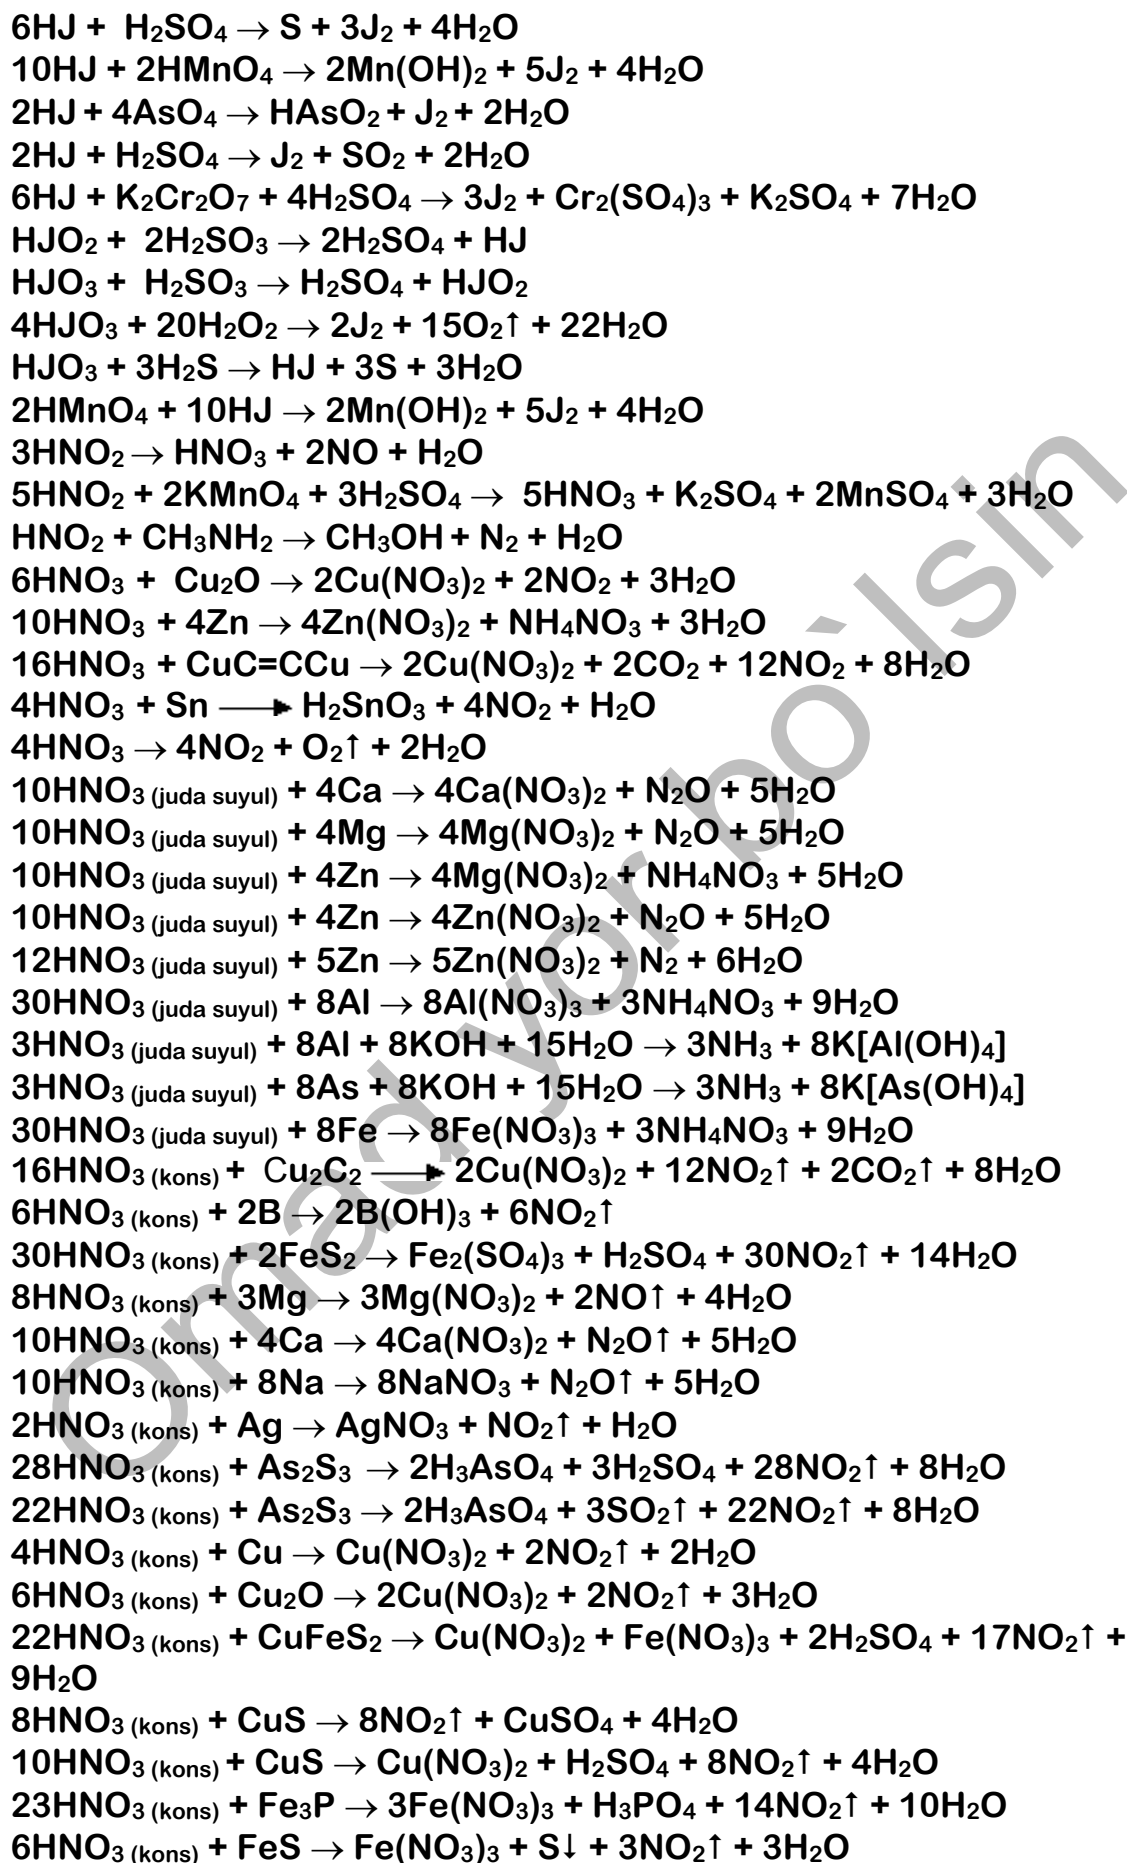 6HJ + H₂SO₄ → S + 3J₂ + 4H₂O
10HJ + 2HMnO₄ → 2Mn(OH)₂ + 5J₂ + 4H₂O
2HJ + 4AsO₄ → HAsO₂ + J₂ + 2H₂O
2HJ + H₂SO₄ → J₂ + SO₂ + 2H₂O
6HJ + K₂Cr₂O₇ + 4H₂SO₄ → 3J₂ + Cr₂(SO₄)₃ + K₂SO₄ + 7H₂O
HJO₂ + 2H₂SO₃ → 2H₂SO₄ + HJ
HJO₃ + H₂SO₃ → H₂SO₄ + HJO₂
4HJO₃ + 20H₂O₂ → 2J₂ + 15O₂↑ + 22H₂O
HJO₃ + 3H₂S → HJ + 3S + 3H₂O
2HMnO₄ + 10HJ → 2Mn(OH)₂ + 5J₂ + 4H₂O
3HNO₂ → HNO₃ + 2NO + H₂O
5HNO₂ + 2KMnO₄ + 3H₂SO₄ → 5HNO₃ + K₂SO₄ + 2MnSO₄ + 3H₂O
HNO₂ + CH₃NH₂ → CH₃OH + N₂ + H₂O
6HNO₃ + Cu₂O → 2Cu(NO₃)₂ + 2NO₂ + 3H₂O
10HNO₃ + 4Zn → 4Zn(NO₃)₂ + NH₄NO₃ + 3H₂O
16HNO₃ + CuC=CCu → 2Cu(NO₃)₂ + 2CO₂ + 12NO₂ + 8H₂O
4HNO₃ + Sn → H₂SnO₃ + 4NO₂ + H₂O
4HNO₃ → 4NO₂ + O₂↑ + 2H₂O
10HNO₃ (juda suyul) + 4Ca → 4Ca(NO₃)₂ + N₂O + 5H₂O
10HNO₃ (juda suyul) + 4Mg → 4Mg(NO₃)₂ + N₂O + 5H₂O
10HNO₃ (juda suyul) + 4Zn → 4Mg(NO₃)₂ + NH₄NO₃ + 5H₂O
10HNO₃ (juda suyul) + 4Zn → 4Zn(NO₃)₂ + N₂O + 5H₂O
12HNO₃ (juda suyul) + 5Zn → 5Zn(NO₃)₂ + N₂ + 6H₂O
30HNO₃ (juda suyul) + 8Al → 8Al(NO₃)₃ + 3NH₄NO₃ + 9H₂O
3HNO₃ (juda suyul) + 8Al + 8KOH + 15H₂O → 3NH₃ + 8K[Al(OH)₄]
3HNO₃ (juda suyul) + 8As + 8KOH + 15H₂O → 3NH₃ + 8K[As(OH)₄]
30HNO₃ (juda suyul) + 8Fe → 8Fe(NO₃)₃ + 3NH₄NO₃ + 9H₂O
16HNO₃ (kons) + Cu₂C₂ → 2Cu(NO₃)₂ + 12NO₂↑ + 2CO₂↑ + 8H₂O
6HNO₃ (kons) + 2B → 2B(OH)₃ + 6NO₂↑
30HNO₃ (kons) + 2FeS₂ → Fe₂(SO₄)₃ + H₂SO₄ + 30NO₂↑ + 14H₂O
8HNO₃ (kons) + 3Mg → 3Mg(NO₃)₂ + 2NO↑ + 4H₂O
10HNO₃ (kons) + 4Ca → 4Ca(NO₃)₂ + N₂O↑ + 5H₂O
10HNO₃ (kons) + 8Na → 8NaNO₃ + N₂O↑ + 5H₂O
2HNO₃ (kons) + Ag → AgNO₃ + NO₂↑ + H₂O
28HNO₃ (kons) + As₂S₃ → 2H₃AsO₄ + 3H₂SO₄ + 28NO₂↑ + 8H₂O
22HNO₃ (kons) + As₂S₃ → 2H₃AsO₄ + 3SO₂↑ + 22NO₂↑ + 8H₂O
4HNO₃ (kons) + Cu → Cu(NO₃)₂ + 2NO₂↑ + 2H₂O
6HNO₃ (kons) + Cu₂O → 2Cu(NO₃)₂ + 2NO₂↑ + 3H₂O
22HNO₃ (kons) + CuFeS₂ → Cu(NO₃)₂ + Fe(NO₃)₃ + 2H₂SO₄ + 17NO₂↑ +
9H₂O
8HNO₃ (kons) + CuS → 8NO₂↑ + CuSO₄ + 4H₂O
10HNO₃ (kons) + CuS → Cu(NO₃)₂ + H₂SO₄ + 8NO₂↑ + 4H₂O
23HNO₃ (kons) + Fe₃P → 3Fe(NO₃)₃ + H₃PO₄ + 14NO₂↑ + 10H₂O
6HNO₃ (kons) + FeS → Fe(NO₃)₃ + S↓ + 3NO₂↑ + 3H₂O
Omad yor bo`lsin